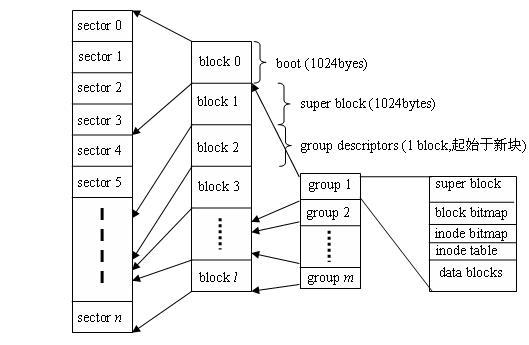 sector 0
sector 1
sector 2
sector 3
sector 4
sector 5
sector n
block 0
block 1
block 2
block 3
block l
boot (1024byes)
super block (1024bytes)
group descriptors (1 block,起始于新块)
group 1
group 2
group m
super block
block bitmap
inode bitmap
inode table
data blocks